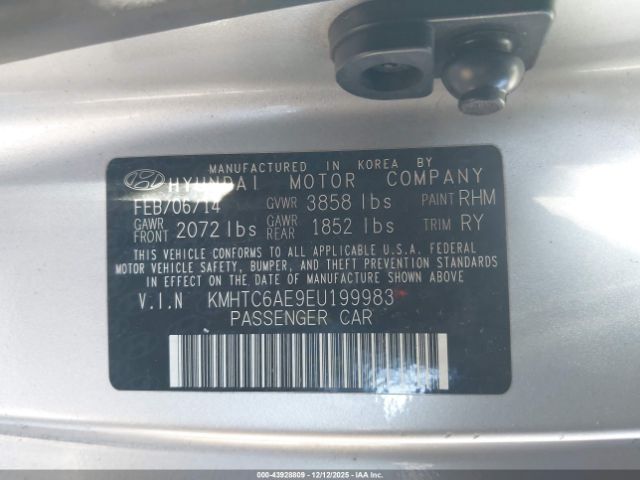 MANUFACTURED IN KOREA BY
HYUNDAI MOTOR COMPANY
FEB/06/14 GVWR 3858 lbs PAINT RHM
GAWR FRONT 2072 lbs GAWR REAR 1852 lbs TRIM RY
THIS VEHICLE CONFORMS TO ALL APPLICABLE U.S.A. FEDERAL
MOTOR VEHICLE SAFETY, BUMPER, AND THEFT PREVENTION STANDARDS
IN EFFECT ON THE DATE OF MANUFACTURE SHOWN ABOVE
V.I.N KMHTC6AE9EU199983
PASSENGER CAR
000-43928809 - 12/12/2025 - IAA Inc.